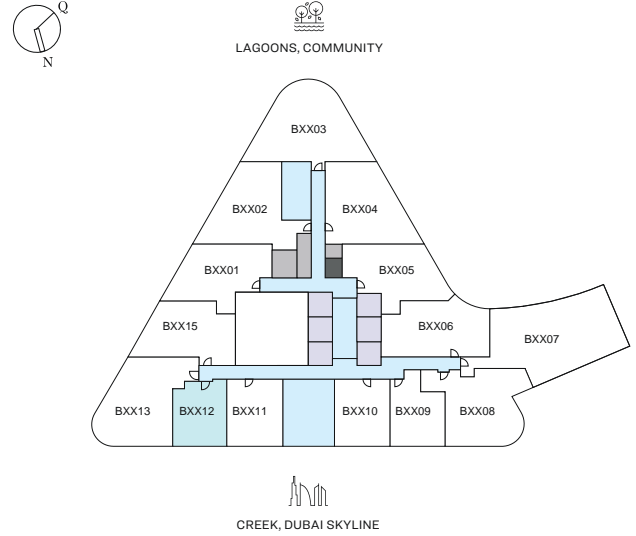 Q
N
LAGOONS, COMMUNITY
BXX03
BXX02
BXX04
BXX01
BXX05
BXX15
BXX06
BXX07
BXX13
BXX12
BXX11
BXX10
BXX09
BXX08
CREEK, DUBAI SKYLINE